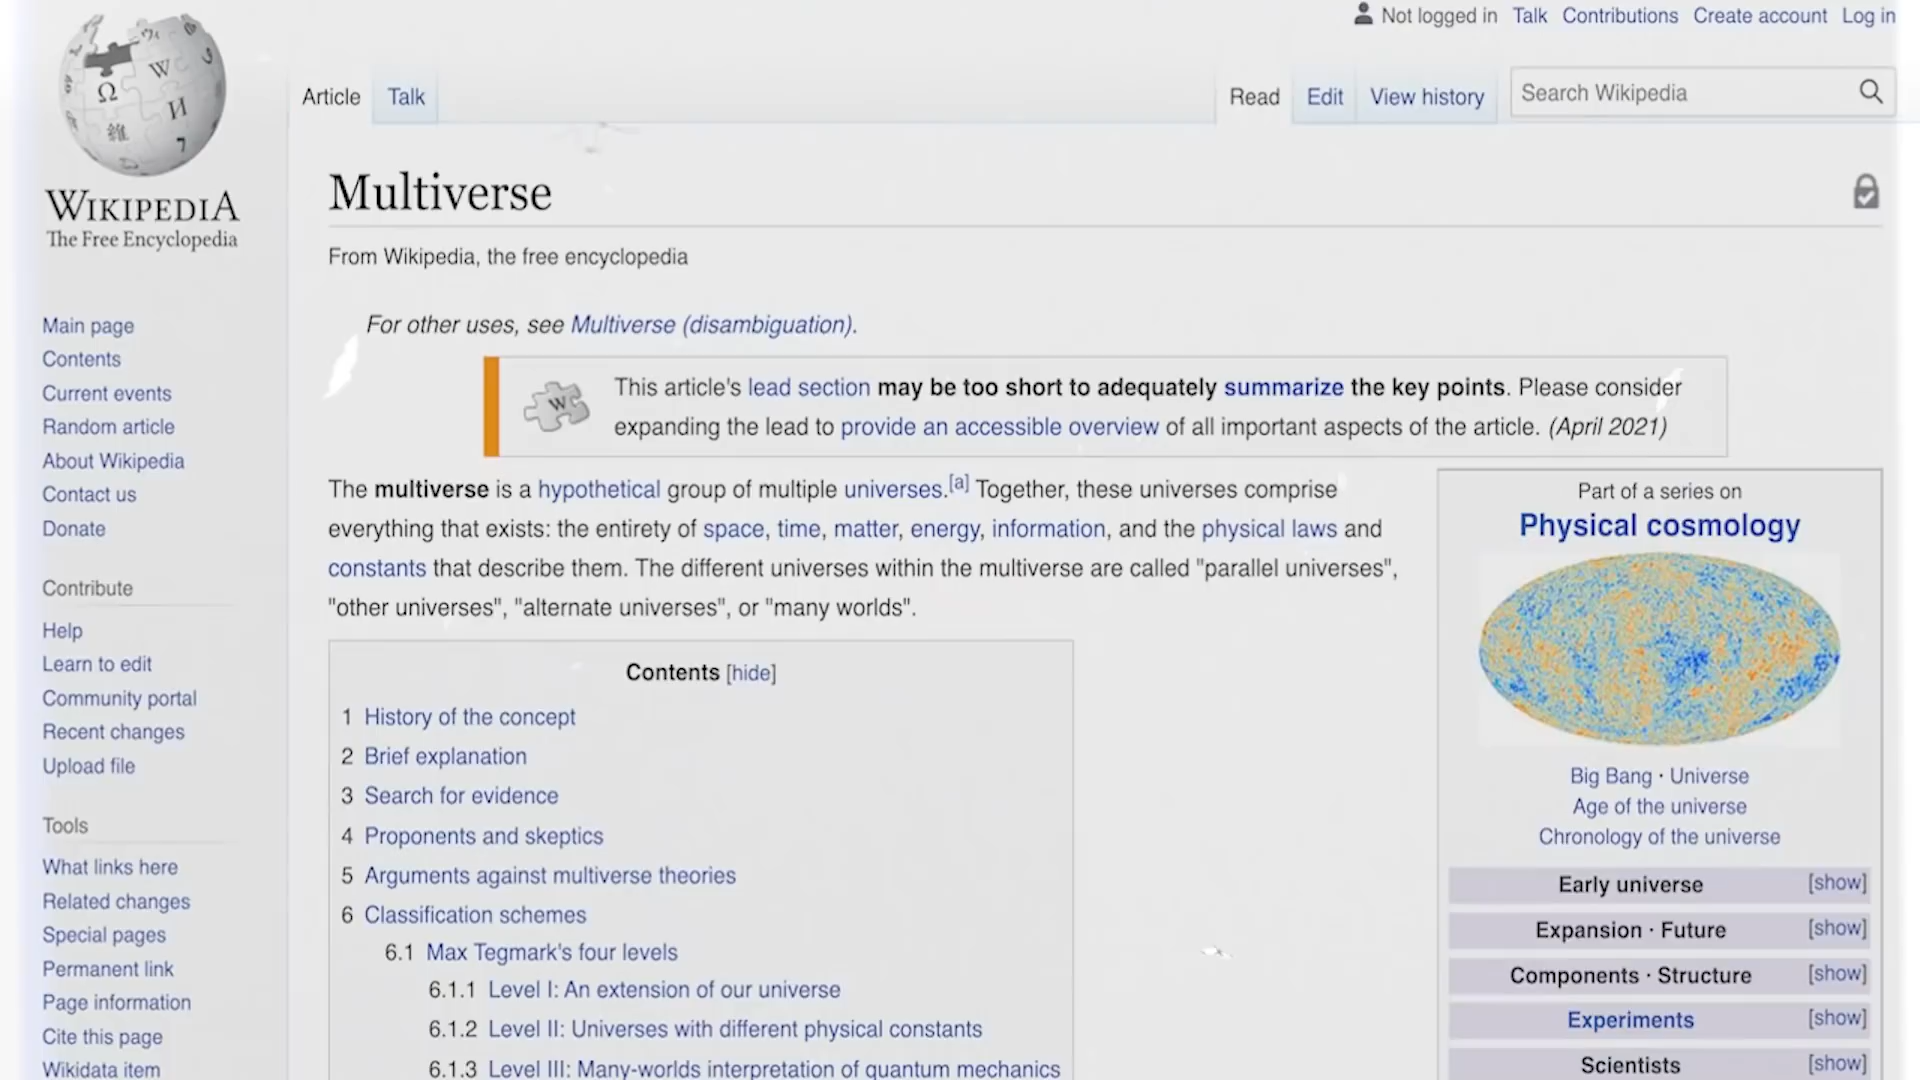 Not logged in Talk Contributions Create account Log in
Article Talk Read Edit View history Search Wikipedia
WIKIPEDIA
The Free Encyclopedia
Main page
Contents
Current events
Random article
About Wikipedia
Contact us
Donate
Contribute
Help
Learn to edit
Community portal
Recent changes
Upload file
Tools
What links here
Related changes
Special pages
Permanent link
Page information
Cite this page
Wikidata item
Multiverse
From Wikipedia, the free encyclopedia
For other uses, see Multiverse (disambiguation).
This article's lead section may be too short to adequately summarize the key points. Please consider
expanding the lead to provide an accessible overview of all important aspects of the article. (April 2021)
The multiverse is a hypothetical group of multiple universes.[a] Together, these universes comprise
everything that exists: the entirety of space, time, matter, energy, information, and the physical laws and
constants that describe them. The different universes within the multiverse are called "parallel universes",
"other universes", "alternate universes", or "many worlds".
Contents [hide]
1 History of the concept
2 Brief explanation
3 Search for evidence
4 Proponents and skeptics
5 Arguments against multiverse theories
6 Classification schemes
6.1 Max Tegmark's four levels
6.1.1 Level I: An extension of our universe
6.1.2 Level II: Universes with different physical constants
6.1.3 Level III: Many-worlds interpretation of quantum mechanics
Part of a series on
Physical cosmology
Big Bang · Universe
Age of the universe
Chronology of the universe
Early universe [show]
Expansion · Future [show]
Components · Structure [show]
Experiments [show]
Scientists [show]